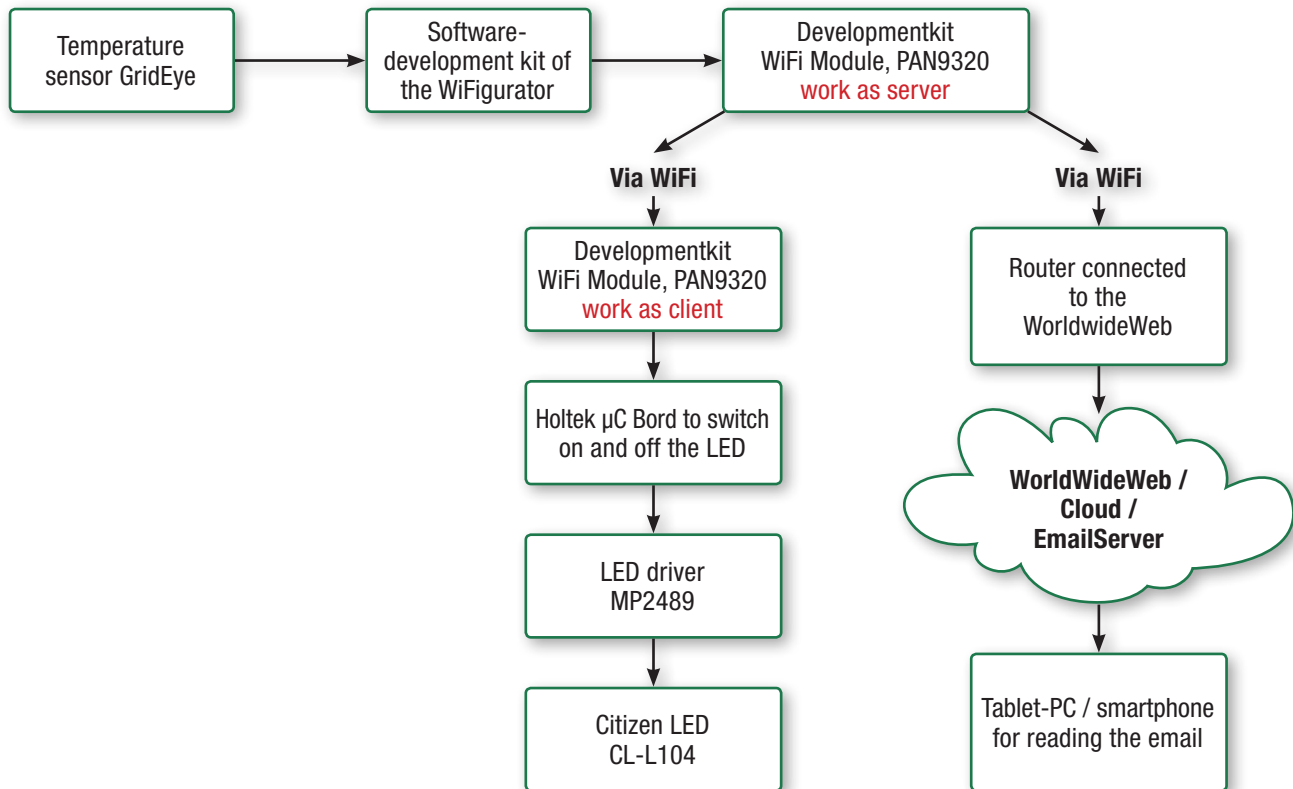 Temperature
sensor GridEye
Software-
development kit of
the WiFigurator
Developmentkit
WiFi Module, PAN9320
work as server
Via WiFi
Via WiFi
Developmentkit
WiFi Module, PAN9320
work as client
Router connected
to the
WorldwideWeb
Holtek µC Bord to switch
on and off the LED
WorldWideWeb /
Cloud /
EmailServer
LED driver
MP2489
Citizen LED
CL-L104
Tablet-PC / smartphone
for reading the email